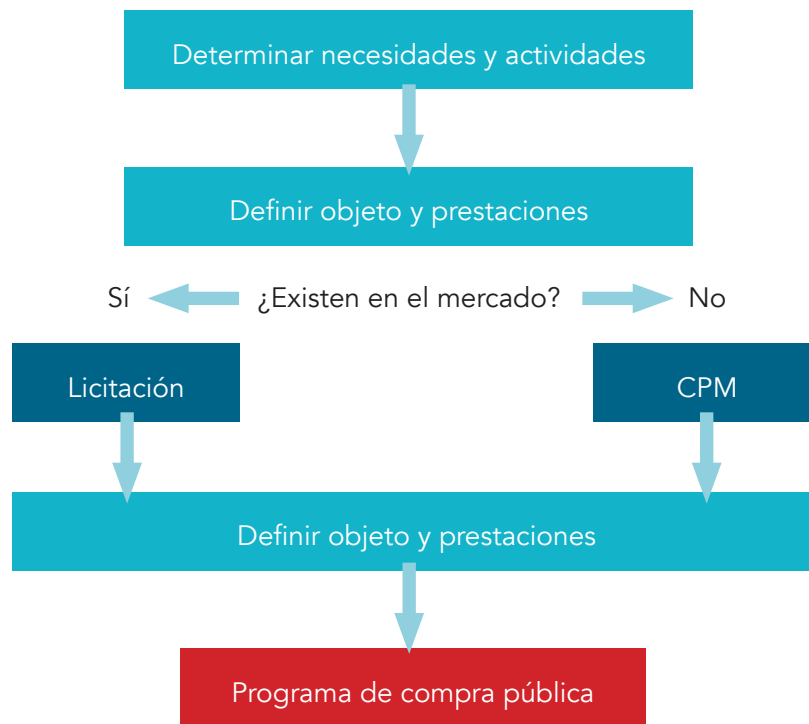 Determinar necesidades y actividades
Definir objeto y prestaciones
Sí ¿Existen en el mercado? No
Licitación CPM
Definir objeto y prestaciones
Programa de compra pública